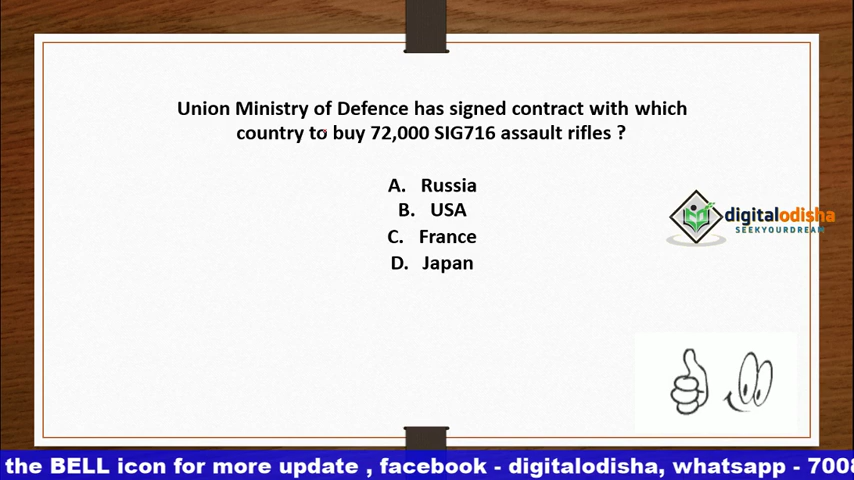 Union Ministry of Defence has signed contract with which
country to buy 72,000 SIG716 assault rifles ?
A. Russia
B. USA
C. France
D. Japan
digitalodisha
SEEKYOURDREAM
the BELL icon for more update , facebook - digitalodisha, whatsapp - 7008